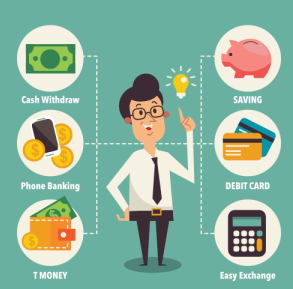 Cash Withdraw
SAVING
Phone Banking
DEBIT CARD
T MONEY
Easy Exchange